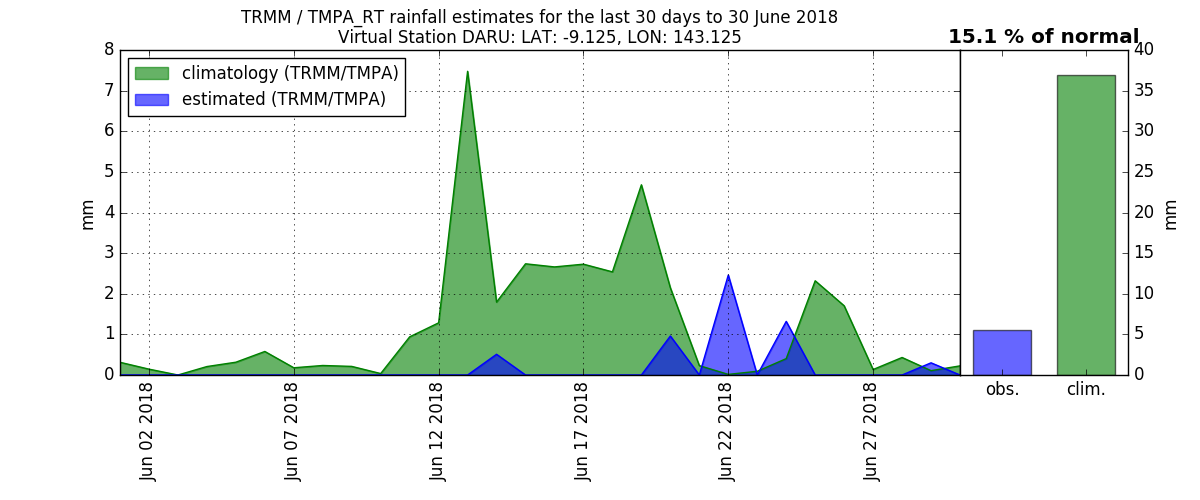 TRMM / TMPA_RT rainfall estimates for the last 30 days to 30 June 2018
Virtual Station DARU: LAT: -9.125, LON: 143.125
15.1 % of normal
climatology (TRMM/TMPA)
estimated (TRMM/TMPA)
8
7
6
5
4
3
2
1
0
mm
Jun 02 2018
Jun 07 2018
Jun 12 2018
Jun 17 2018
Jun 22 2018
Jun 27 2018
40
35
30
25
20
15
10
5
0
mm
obs.
clim.